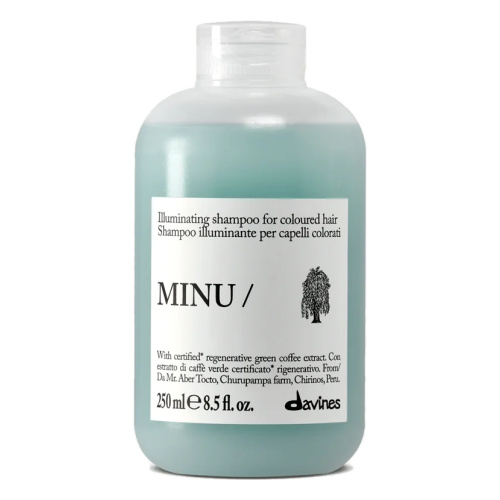 Illuminating shampoo for coloured hair
Shampoo illuminante per capelli colorati
MINU /
With certified* regenerative green coffee extract. Con
estratto di caffè verde certificato* rigenerativo. From/
Da Mr. Aber Tocto, Churupampa farm, Chirinos, Peru.
250 ml ℮ 8.5 fl. oz.
davines